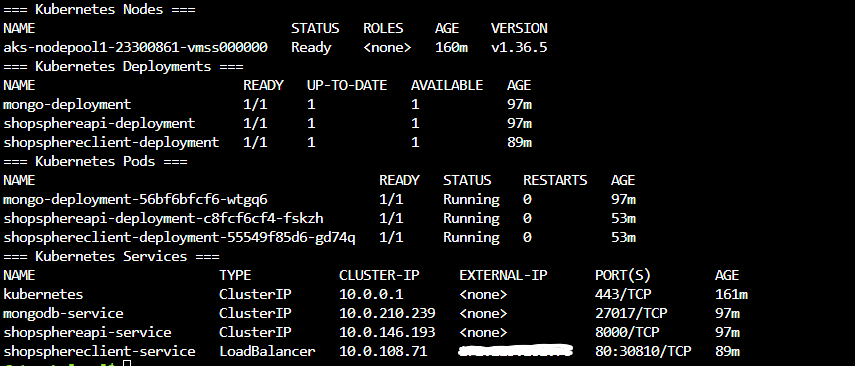 === Kubernetes Nodes ===
NAME STATUS ROLES AGE VERSION
aks-nodepool1-23300861-vmss000000 Ready <none> 160m v1.36.5
=== Kubernetes Deployments ===
NAME READY UP-TO-DATE AVAILABLE AGE
mongo-deployment 1/1 1 1 97m
shopsphereapi-deployment 1/1 1 1 97m
shopsphereclient-deployment 1/1 1 1 89m
=== Kubernetes Pods ===
NAME READY STATUS RESTARTS AGE
mongo-deployment-56bf6bfcf6-wtgq6 1/1 Running 0 97m
shopsphereapi-deployment-c8fcf6cf4-fskzh 1/1 Running 0 53m
shopsphereclient-deployment-55549f85d6-gd74q 1/1 Running 0 53m
=== Kubernetes Services ===
NAME TYPE CLUSTER-IP EXTERNAL-IP PORT(S) AGE
kubernetes ClusterIP 10.0.0.1 <none> 443/TCP 161m
mongodb-service ClusterIP 10.0.210.239 <none> 27017/TCP 97m
shopsphereapi-service ClusterIP 10.0.146.193 <none> 8000/TCP 97m
shopsphereclient-service LoadBalancer 10.0.108.71 80:30810/TCP 89m